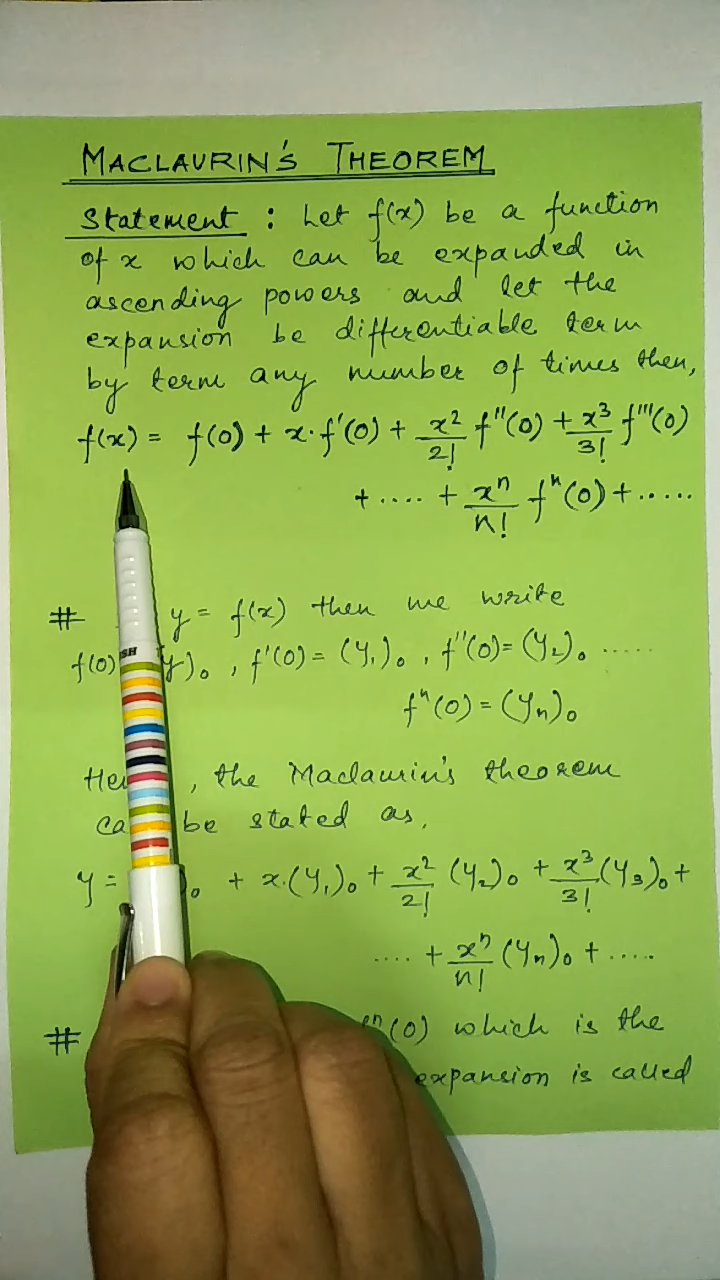 MACLAURIN'S THEOREM
Statement : Let f(x) be a function
of x which can be expanded in
ascending powers and let the
expansion be differentiable term
by term any number of times then,
f(x) = f(0) + x·f'(0) + x²/2! f''(0) + x³/3! f'''(0)
+ .... + xⁿ/n! fⁿ(0) + .....
# y = f(x) then we write
f(0) y)₀ , f'(0) = (y₁)₀ , f''(0) = (y₂)₀ .....
fⁿ(0) = (yₙ)₀
, the Maclaurin's theorem
be stated as,
y = )₀ + x.(y₁)₀ + x²/2! (y₂)₀ + x³/3! (y₃)₀ +
.... + xⁿ/n! (yₙ)₀ + .....
# fⁿ(0) which is the
expansion is called